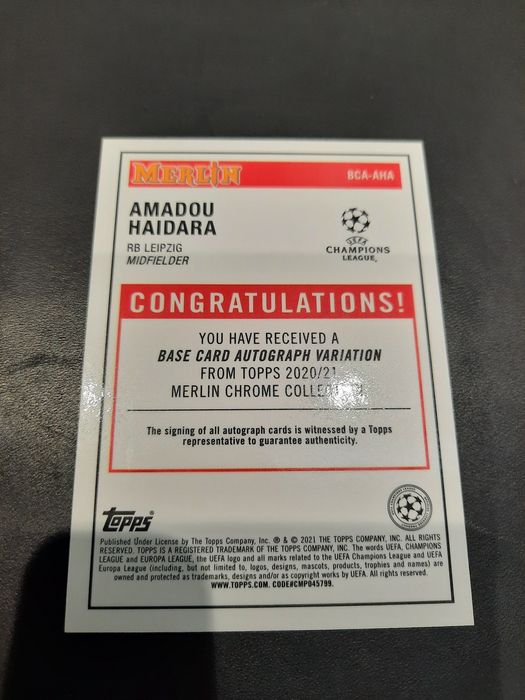 MERLIN
BCA-AHA
AMADOU
HAIDARA
RB LEIPZIG
MIDFIELDER
UEFA
CHAMPIONS
LEAGUE®
CONGRATULATIONS!
YOU HAVE RECEIVED A
BASE CARD AUTOGRAPH VARIATION
FROM TOPPS 2020/21
MERLIN CHROME
The signing of all autograph cards is witnessed by a Topps
representative to guarantee authenticity.
topps®
Published Under License by The Topps Company, Inc. ® & © 2021 THE TOPPS COMPANY, INC. ALL RIGHTS
RESERVED. TOPPS IS A REGISTERED TRADEMARK OF THE TOPPS COMPANY, INC. The words UEFA, CHAMPIONS
LEAGUE and EUROPA LEAGUE, the UEFA logo and all marks related to the UEFA Champions League and UEFA
Europa League (including, but not limited to, logos, designs, mascots, products, trophies and names) are
owned and protected as trademarks, designs and/or as copyright works by UEFA. All rights reserved.
WWW.TOPPS.COM. CODE#CMP045799.